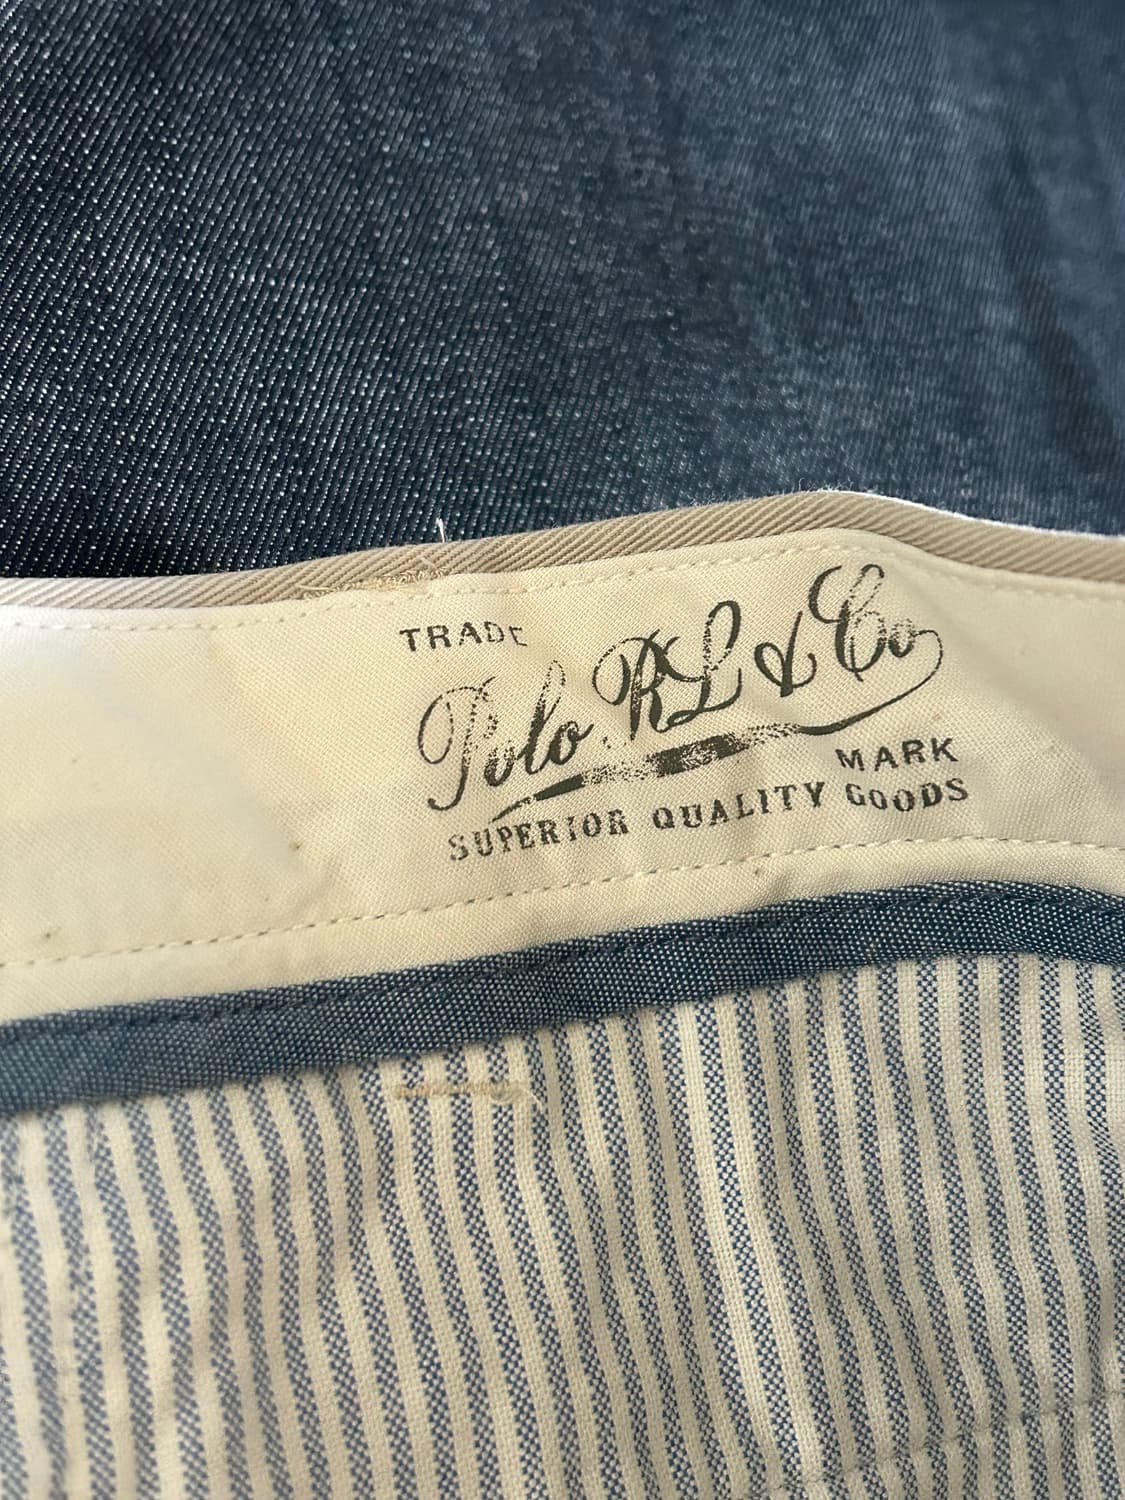 TRADE
Polo RL & Co
MARK
SUPERIOR QUALITY GOODS